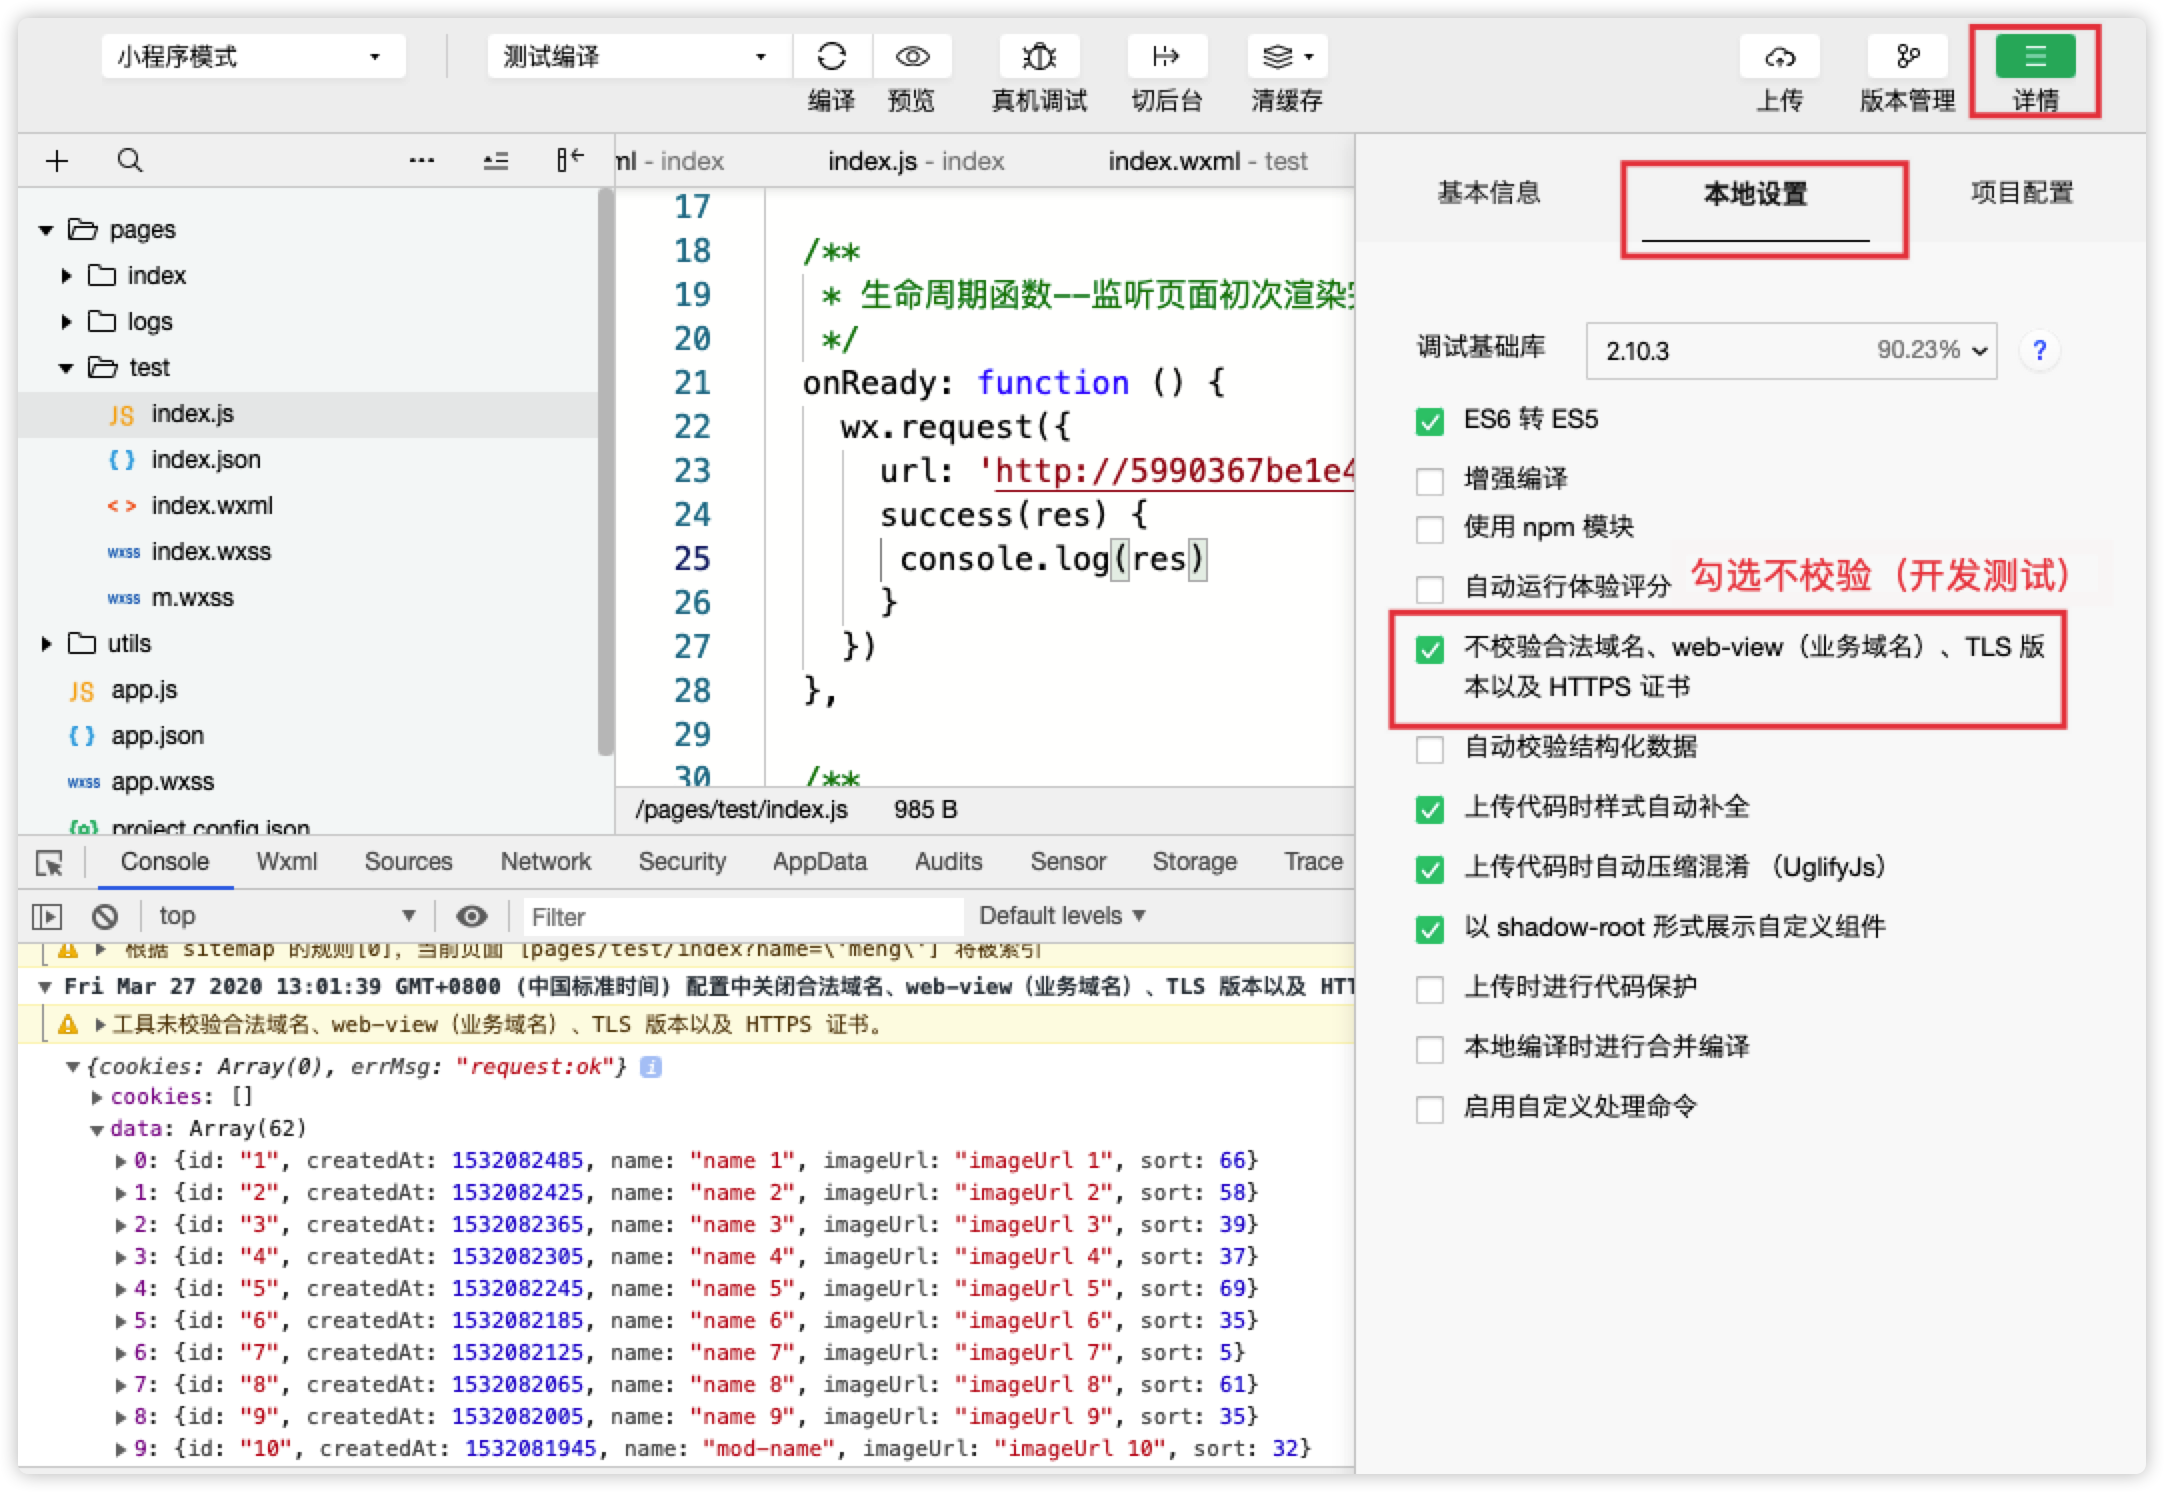 小程序模式
测试编译
编译
预览
真机调试
切后台
清缓存
上传
版本管理
详情
ml - index
index.js - index
index.wxml - test
pages
index
logs
test
JS index.js
{ } index.json
< > index.wxml
wxss index.wxss
wxss m.wxss
utils
JS app.js
{ } app.json
wxss app.wxss
project.config.json
17
18 /**
19 * 生命周期函数--监听页面初次渲染完
20 */
21 onReady: function () {
22 wx.request({
23 url: 'http://5990367be1e4
24 success(res) {
25 console.log(res)
26 }
27 })
28 },
29
30 /**
/pages/test/index.js 985 B
基本信息
本地设置
项目配置
调试基础库 2.10.3 90.23% ?
ES6 转 ES5
增强编译
使用 npm 模块
自动运行体验评分
勾选不校验（开发测试）
不校验合法域名、web-view（业务域名）、TLS 版
本以及 HTTPS 证书
自动校验结构化数据
上传代码时样式自动补全
上传代码时自动压缩混淆 （UglifyJs）
以 shadow-root 形式展示自定义组件
上传时进行代码保护
本地编译时进行合并编译
启用自定义处理命令
Console Wxml Sources Network Security AppData Audits Sensor Storage Trace
top Filter Default levels
根据 sitemap 的规则[0]，当前页面 [pages/test/index?name=\'meng\'] 将被索引
Fri Mar 27 2020 13:01:39 GMT+0800 (中国标准时间) 配置中关闭合法域名、web-view（业务域名）、TLS 版本以及 HTT
工具未校验合法域名、web-view（业务域名）、TLS 版本以及 HTTPS 证书。
{cookies: Array(0), errMsg: "request:ok"} i
cookies: []
data: Array(62)
0: {id: "1", createdAt: 1532082485, name: "name 1", imageUrl: "imageUrl 1", sort: 66}
1: {id: "2", createdAt: 1532082425, name: "name 2", imageUrl: "imageUrl 2", sort: 58}
2: {id: "3", createdAt: 1532082365, name: "name 3", imageUrl: "imageUrl 3", sort: 39}
3: {id: "4", createdAt: 1532082305, name: "name 4", imageUrl: "imageUrl 4", sort: 37}
4: {id: "5", createdAt: 1532082245, name: "name 5", imageUrl: "imageUrl 5", sort: 69}
5: {id: "6", createdAt: 1532082185, name: "name 6", imageUrl: "imageUrl 6", sort: 35}
6: {id: "7", createdAt: 1532082125, name: "name 7", imageUrl: "imageUrl 7", sort: 5}
7: {id: "8", createdAt: 1532082065, name: "name 8", imageUrl: "imageUrl 8", sort: 61}
8: {id: "9", createdAt: 1532082005, name: "name 9", imageUrl: "imageUrl 9", sort: 35}
9: {id: "10", createdAt: 1532081945, name: "mod-name", imageUrl: "imageUrl 10", sort: 32}